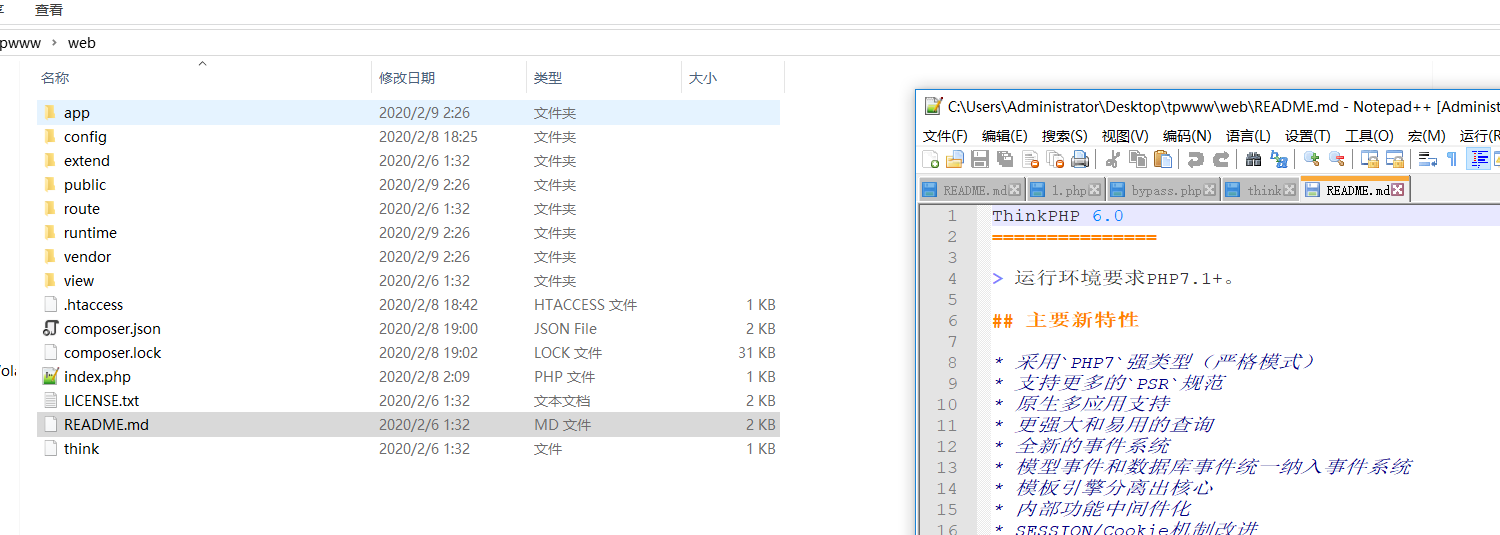 查看
pwww › web
名称 修改日期 类型 大小
app 2020/2/9 2:26 文件夹
config 2020/2/8 18:25 文件夹
extend 2020/2/6 1:32 文件夹
public 2020/2/9 2:26 文件夹
route 2020/2/6 1:32 文件夹
runtime 2020/2/9 2:26 文件夹
vendor 2020/2/9 2:26 文件夹
view 2020/2/6 1:32 文件夹
.htaccess 2020/2/8 18:42 HTACCESS 文件 1 KB
composer.json 2020/2/8 19:00 JSON File 2 KB
composer.lock 2020/2/8 19:02 LOCK 文件 31 KB
index.php 2020/2/8 2:09 PHP 文件 1 KB
LICENSE.txt 2020/2/6 1:32 文本文档 2 KB
README.md 2020/2/6 1:32 MD 文件 2 KB
think 2020/2/6 1:32 文件 1 KB
C:\Users\Administrator\Desktop\tpwww\web\README.md - Notepad++ [Administ
文件(F) 编辑(E) 搜索(S) 视图(V) 编码(N) 语言(L) 设置(T) 工具(O) 宏(M) 运行(R
README.md 1.php bypass.php think README.md
1 ThinkPHP 6.0
2 ===============
3
4 > 运行环境要求PHP7.1+。
5
6 ## 主要新特性
7
8 * 采用`PHP7`强类型（严格模式）
9 * 支持更多的`PSR`规范
10 * 原生多应用支持
11 * 更强大和易用的查询
12 * 全新的事件系统
13 * 模型事件和数据库事件统一纳入事件系统
14 * 模板引擎分离出核心
15 * 内部功能中间件化
16 * SESSION/Cookie机制改进